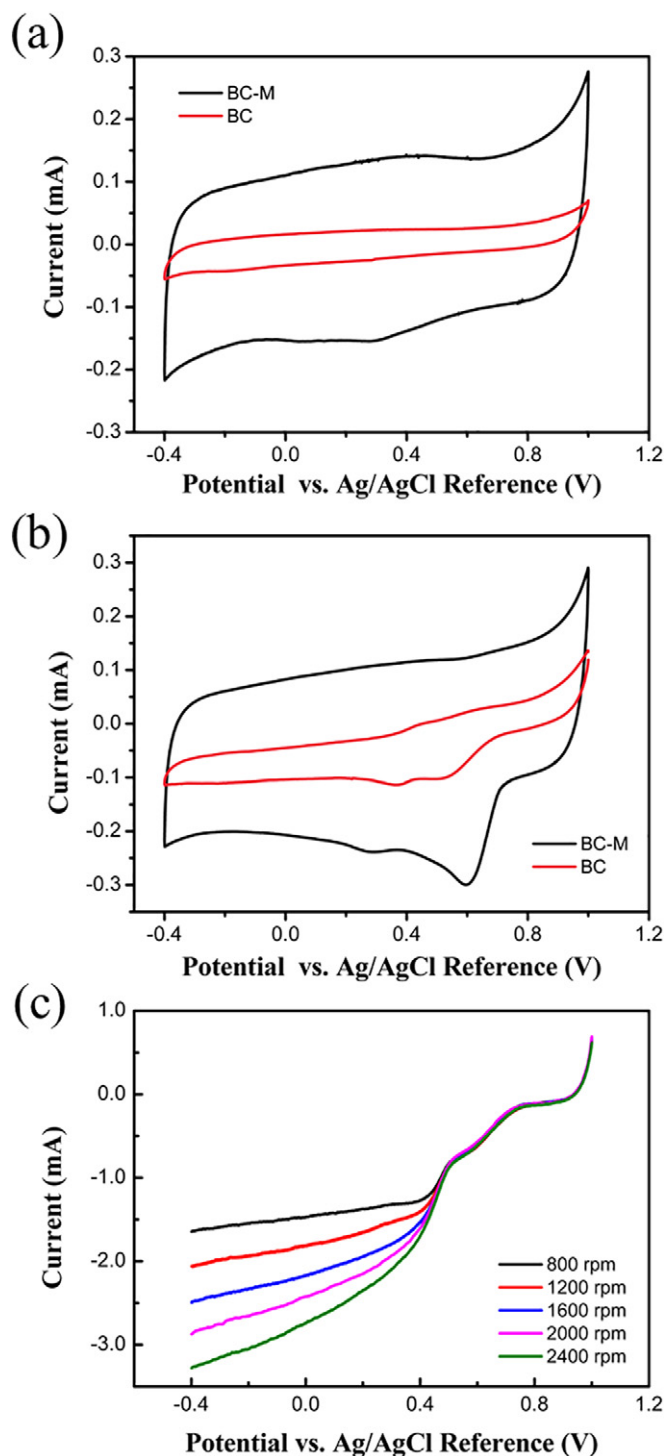 (a)
0.3
0.2
0.1
0.0
-0.1
-0.2
-0.3
Current (mA)
BC-M
BC
-0.4 0.0 0.4 0.8 1.2
Potential vs. Ag/AgCl Reference (V)
(b)
0.3
0.2
0.1
0.0
-0.1
-0.2
-0.3
Current (mA)
BC-M
BC
-0.4 0.0 0.4 0.8 1.2
Potential vs. Ag/AgCl Reference (V)
(c)
1.0
0.0
-1.0
-2.0
-3.0
Current (mA)
800 rpm
1200 rpm
1600 rpm
2000 rpm
2400 rpm
-0.4 0.0 0.4 0.8 1.2
Potential vs. Ag/AgCl Reference (V)